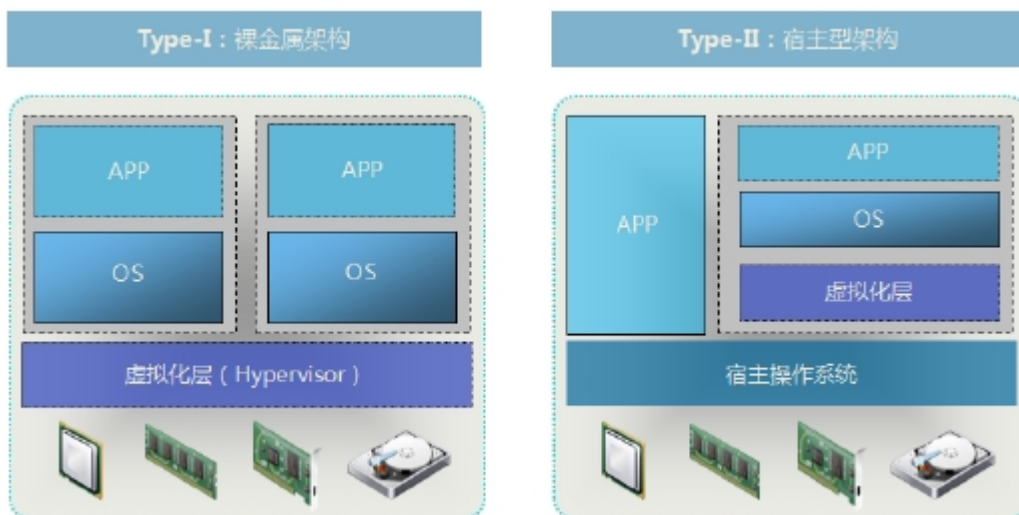 Type-I：裸金属架构
APP
APP
OS
OS
虚拟化层（Hypervisor）
Type-II：宿主型架构
APP
APP
OS
虚拟化层
宿主操作系统